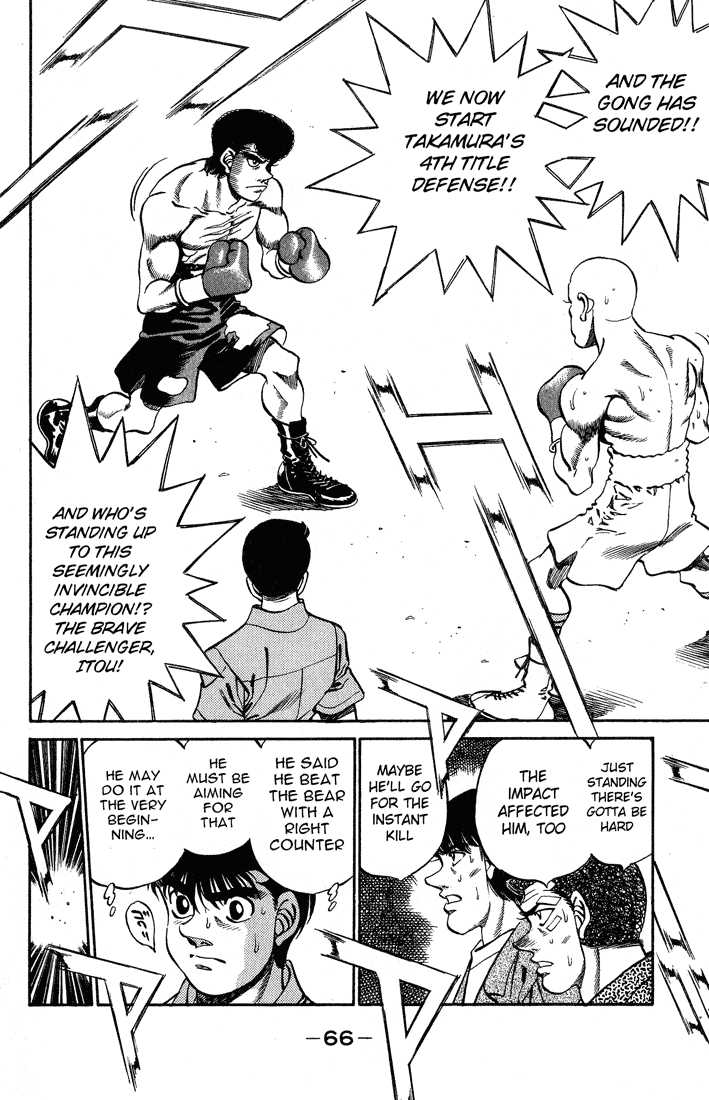 AND THE
GONG HAS
SOUNDED!!
WE NOW
START
TAKAMURA'S
4TH TITLE
DEFENSE!!
AND WHO'S
STANDING UP
TO THIS
SEEMINGLY
INVINCIBLE
CHAMPION!?
THE BRAVE
CHALLENGER,
ITOU!
JUST
STANDING
THERE'S
GOTTA BE
HARD
THE
IMPACT
AFFECTED
HIM, TOO
MAYBE
HE'LL GO
FOR THE
INSTANT
KILL
HE SAID
HE BEAT
THE BEAR
WITH A
RIGHT
COUNTER
HE
MUST BE
AIMING
FOR
THAT
HE MAY
DO IT AT
THE VERY
BEGIN-
NING...
-66-